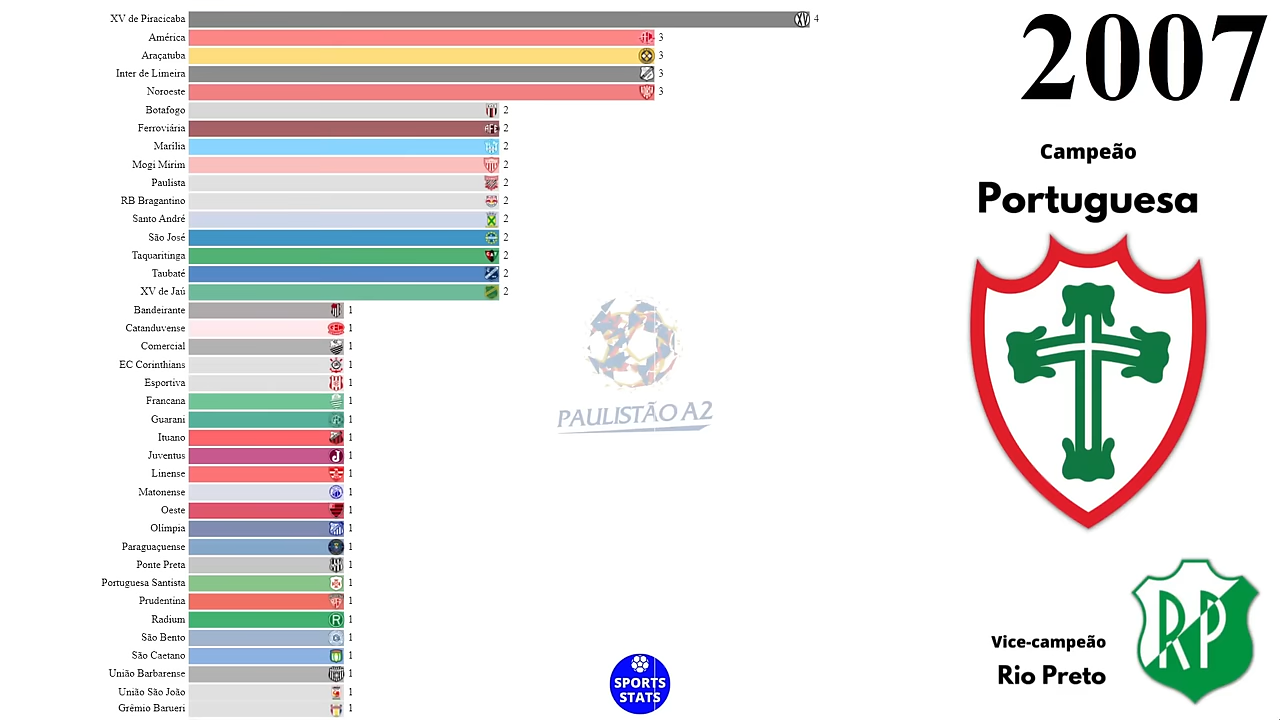 XV de Piracicaba 4
América 3
Araçatuba 3
Inter de Limeira 3
Noroeste 3
Botafogo 2
Ferroviária 2
Marília 2
Mogi Mirim 2
Paulista 2
RB Bragantino 2
Santo André 2
São José 2
Taquaritinga 2
Taubaté 2
XV de Jaú 2
Bandeirante 1
Catanduvense 1
Comercial 1
EC Corinthians 1
Esportiva 1
Francana 1
Guarani 1
Ituano 1
Juventus 1
Linense 1
Matonense 1
Oeste 1
Olímpia 1
Paraguaçuense 1
Ponte Preta 1
Portuguesa Santista 1
Prudentina 1
Radium 1
São Bento 1
São Caetano 1
União Barbarense 1
União São João 1
Grêmio Barueri 1
PAULISTÃO A2
SPORTS
STATS
2007
Campeão
Portuguesa
Vice-campeão
Rio Preto
RP